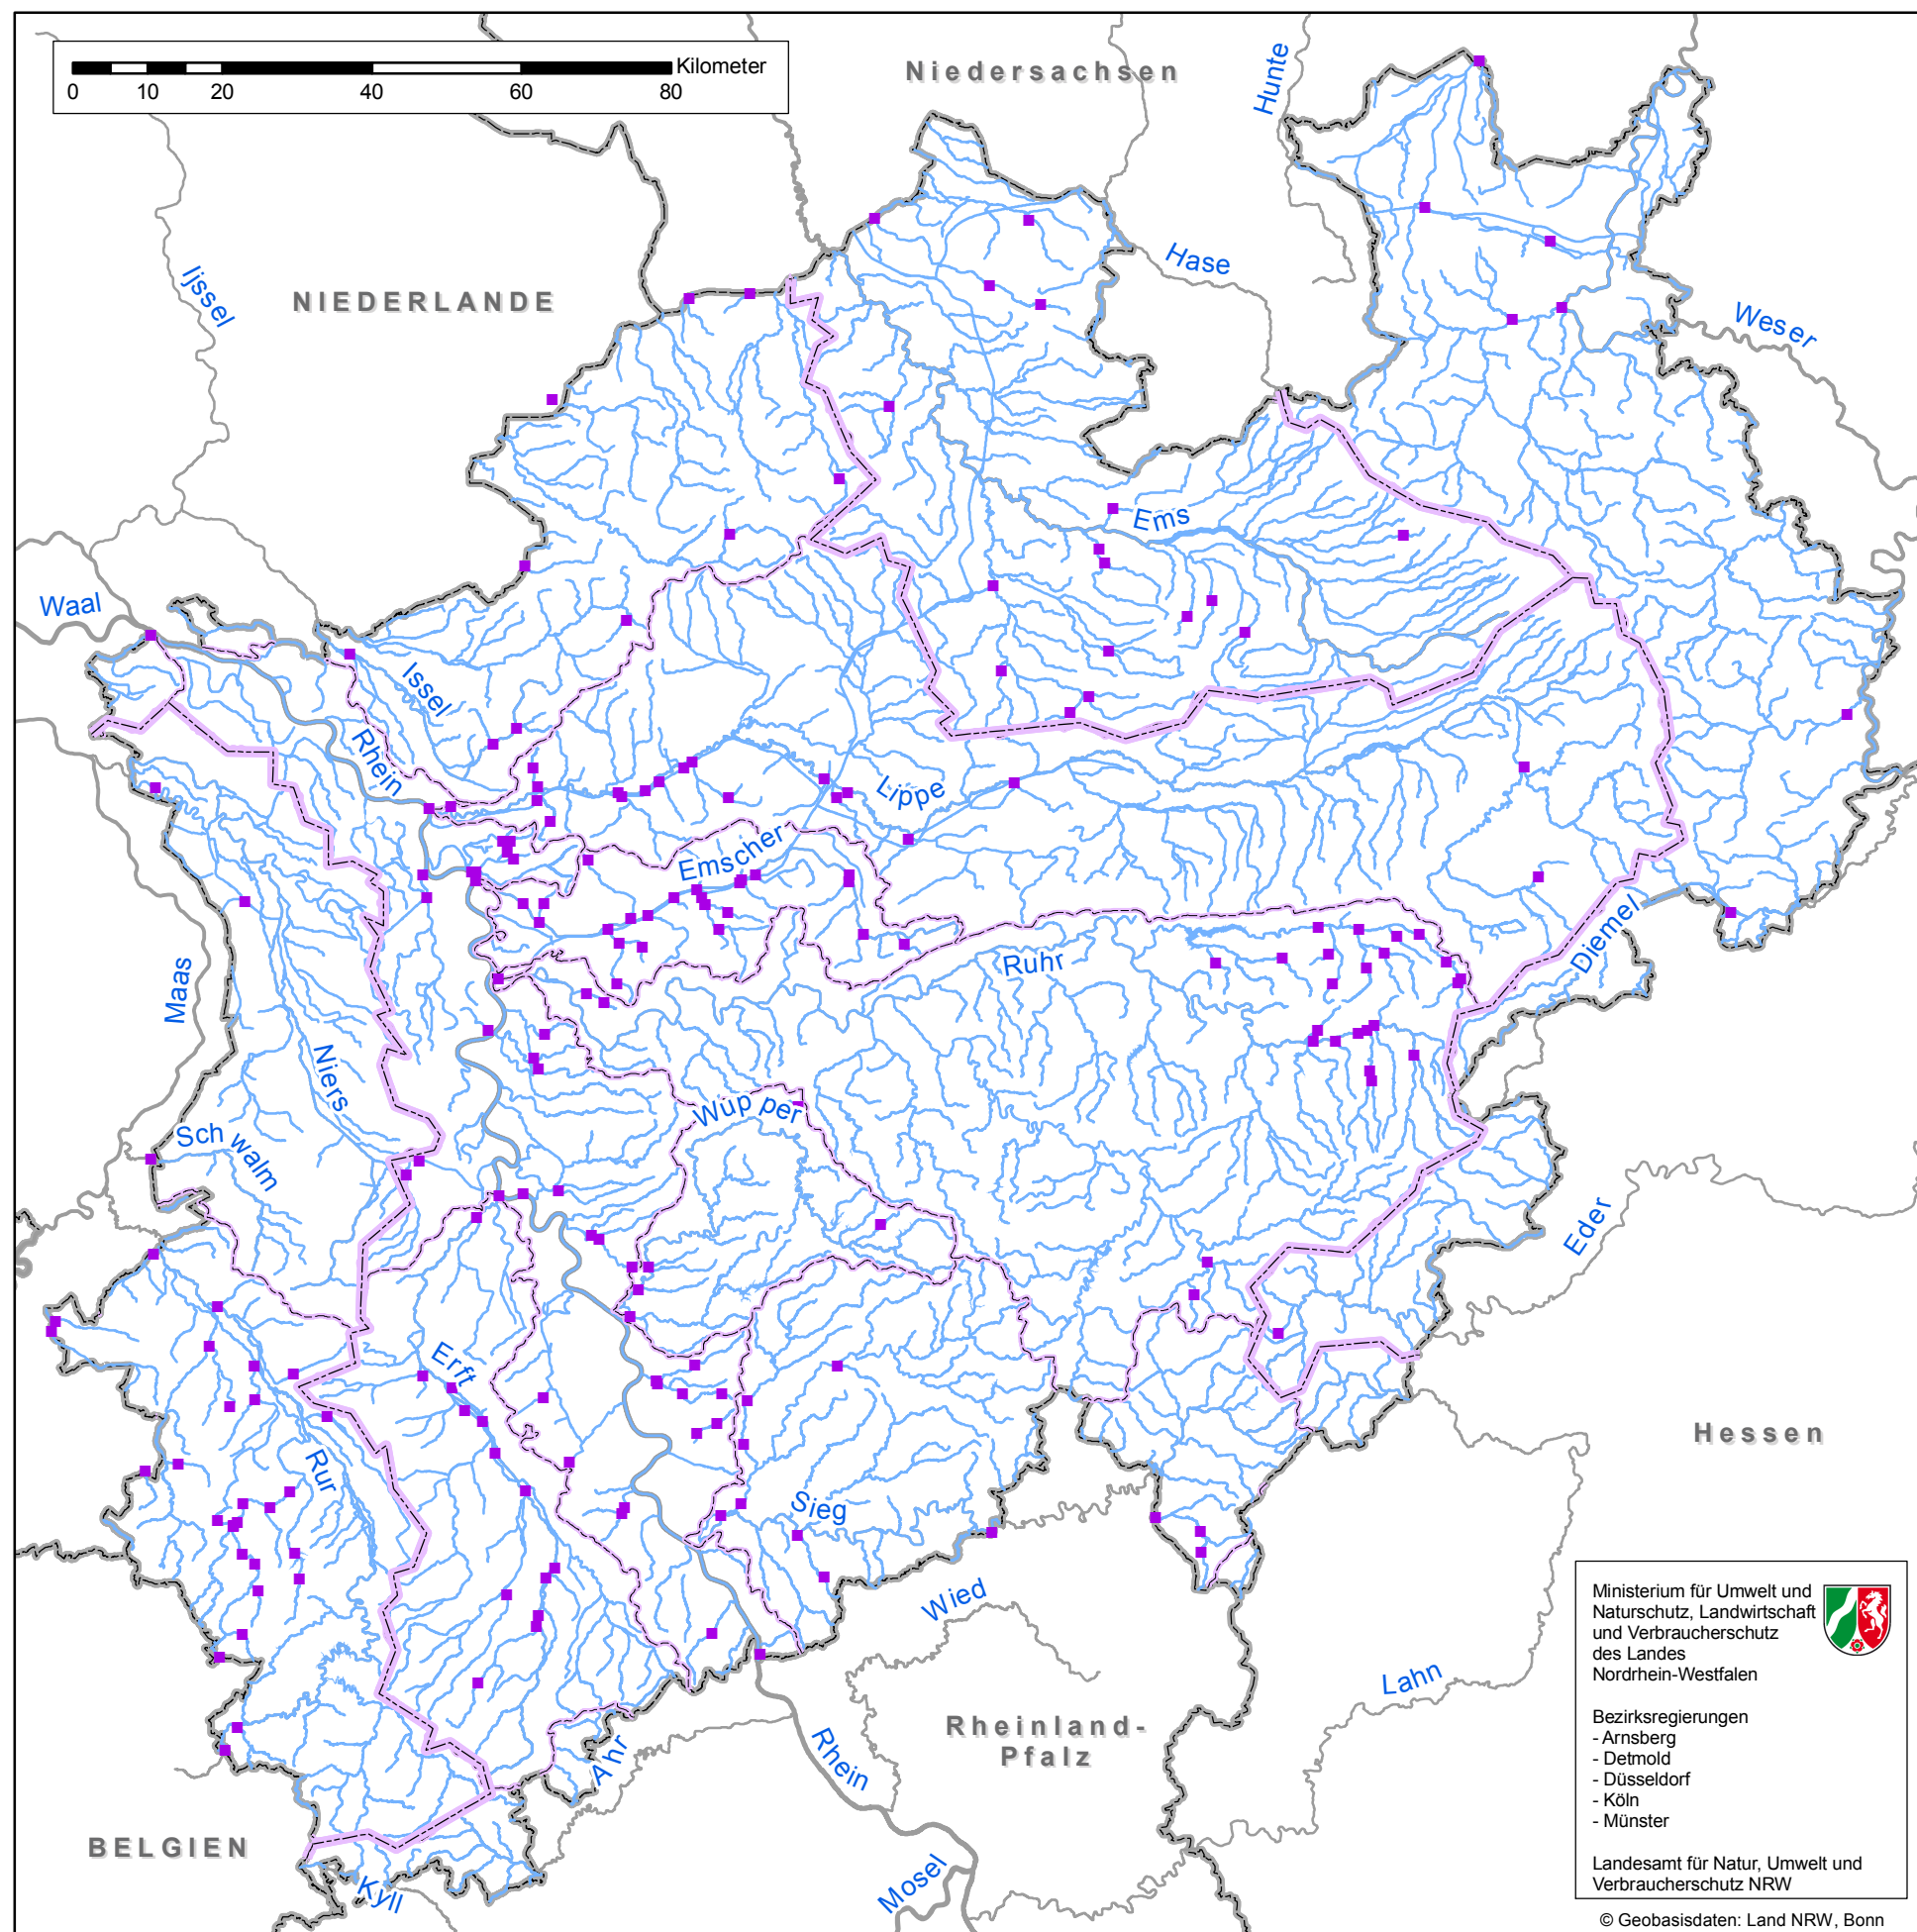 Kilometer
0 10 20 40 60 80
Niedersachsen
Hunte
Ijssel
NIEDERLANDE
Hase
Weser
Ems
Waal
Issel
Rhein
Lippe
Emscher
Maas
Ruhr
Diemel
Niers
Wup per
Sch walm
Eder
Erft
Hessen
Rur
Sieg
Wied
Lahn
Rheinland-
Pfalz
Rhein
Ahr
BELGIEN
Mosel
Kyll
Ministerium für Umwelt und
Naturschutz, Landwirtschaft
und Verbraucherschutz
des Landes
Nordrhein-Westfalen
Bezirksregierungen
- Arnsberg
- Detmold
- Düsseldorf
- Köln
- Münster
Landesamt für Natur, Umwelt und
Verbraucherschutz NRW
© Geobasisdaten: Land NRW, Bonn